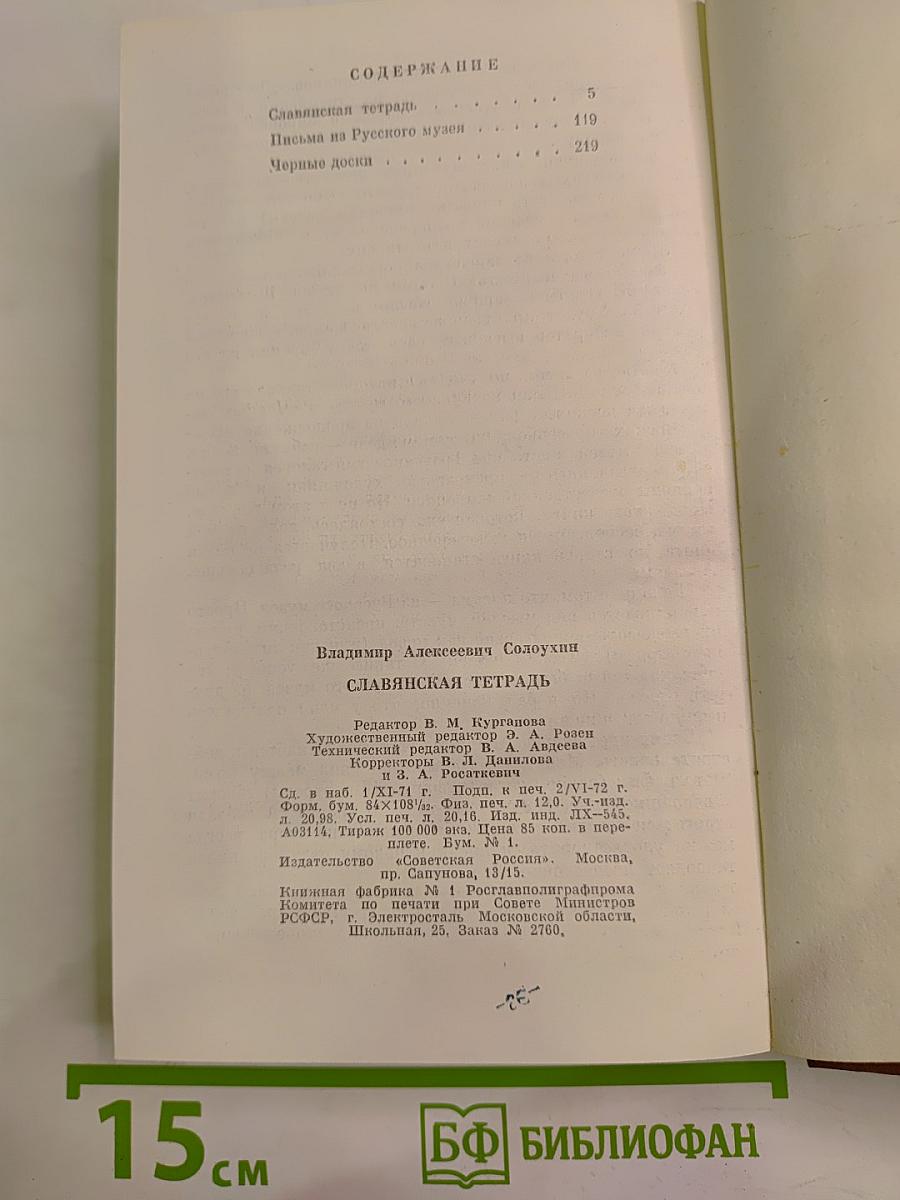 СОДЕРЖАНИЕ
Славянская тетрадь . . . . . . . 5
Письма из Русского музея . . . . . 119
Черные доски . . . . . . . . . . 219
Владимир Алексеевич Солоухин
СЛАВЯНСКАЯ ТЕТРАДЬ
Редактор В. М. Курганова
Художественный редактор Э. А. Розен
Технический редактор В. А. Авдеева
Корректоры В. Л. Данилова
и З. А. Росаткевич
Сд. в наб. 1/XI-71 г. Подп. к печ. 2/VI-72 г.
Форм. бум. 84×108¹/₃₂. Физ. печ. л. 12,0. Уч.-изд.
л. 20,98. Усл. печ. л. 20,16. Изд. инд. ЛХ—545.
А03114. Тираж 100 000 экз. Цена 85 коп. в пере-
плете. Бум. № 1.
Издательство «Советская Россия». Москва,
пр. Сапунова, 13/15.
Книжная фабрика № 1 Росглавполиграфпрома
Комитета по печати при Совете Министров
РСФСР, г. Электросталь Московской области,
Школьная, 25. Заказ № 2760.
15 см
БФ БИБЛИОФАН